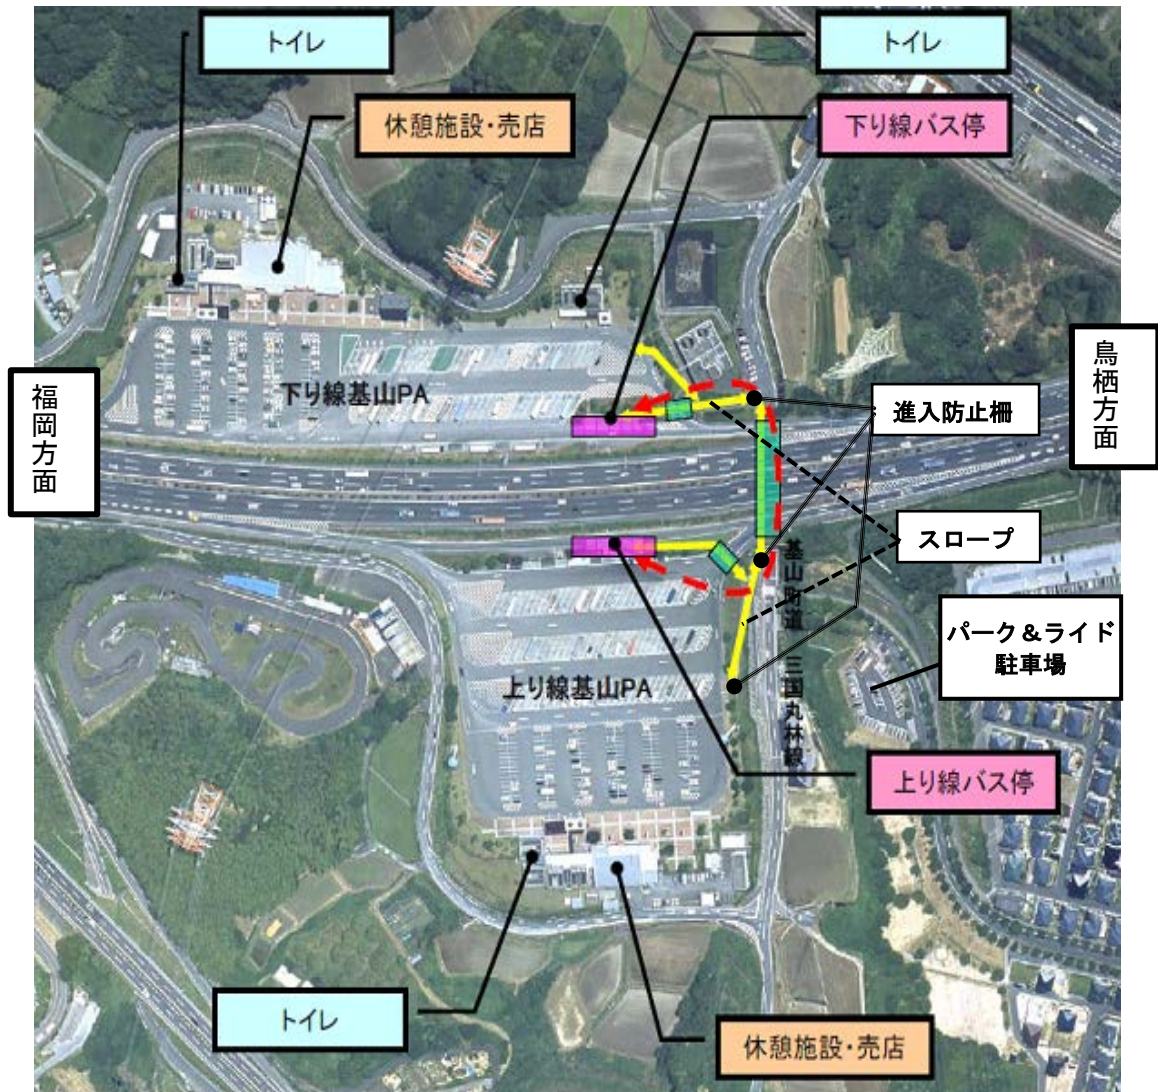 トイレ
トイレ
休憩施設・売店
下り線バス停
福岡方面
鳥栖方面
下り線基山PA
進入防止柵
スロープ
基山町道 三国丸林線
パーク&ライド
駐車場
上り線基山PA
上り線バス停
トイレ
休憩施設・売店